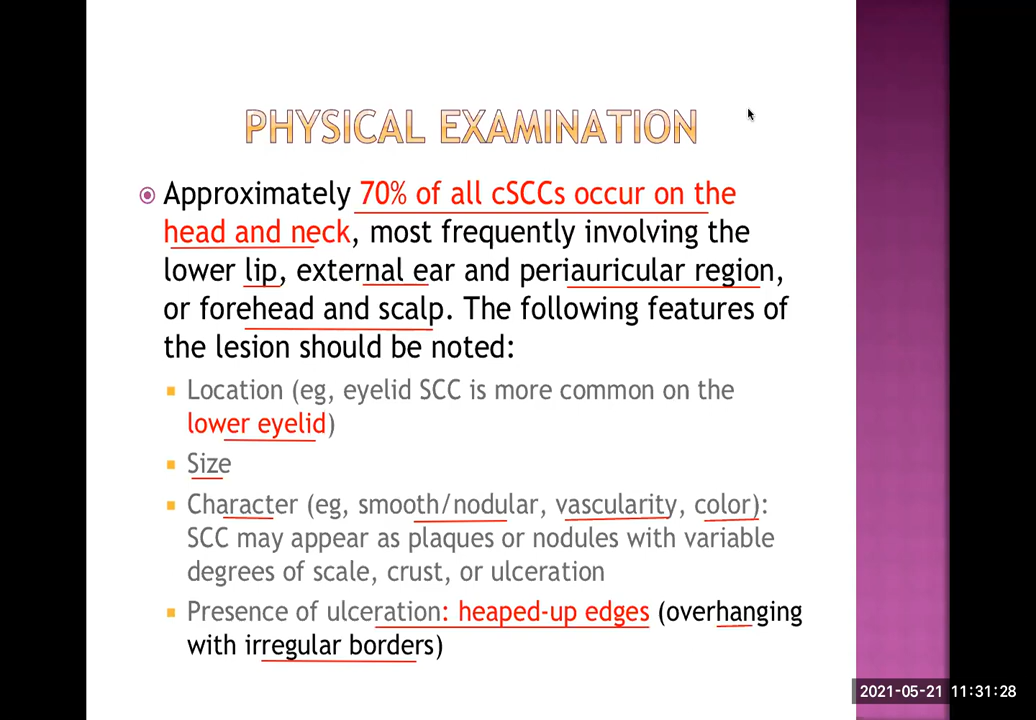 PHYSICAL EXAMINATION
Approximately 70% of all cSCCs occur on the
head and neck, most frequently involving the
lower lip, external ear and periauricular region,
or forehead and scalp. The following features of
the lesion should be noted:
Location (eg, eyelid SCC is more common on the
lower eyelid)
Size
Character (eg, smooth/nodular, vascularity, color):
SCC may appear as plaques or nodules with variable
degrees of scale, crust, or ulceration
Presence of ulceration: heaped-up edges (overhanging
with irregular borders)
2021-05-21 11:31:28